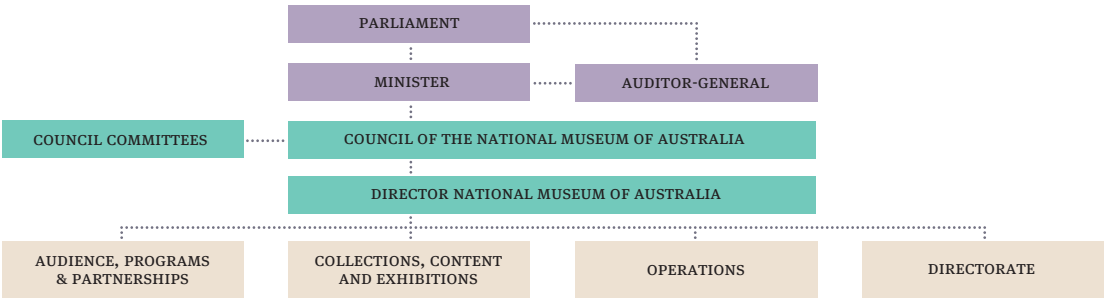 PARLIAMENT
MINISTER
AUDITOR-GENERAL
COUNCIL COMMITTEES
COUNCIL OF THE NATIONAL MUSEUM OF AUSTRALIA
DIRECTOR NATIONAL MUSEUM OF AUSTRALIA
AUDIENCE, PROGRAMS
& PARTNERSHIPS
COLLECTIONS, CONTENT
AND EXHIBITIONS
OPERATIONS
DIRECTORATE